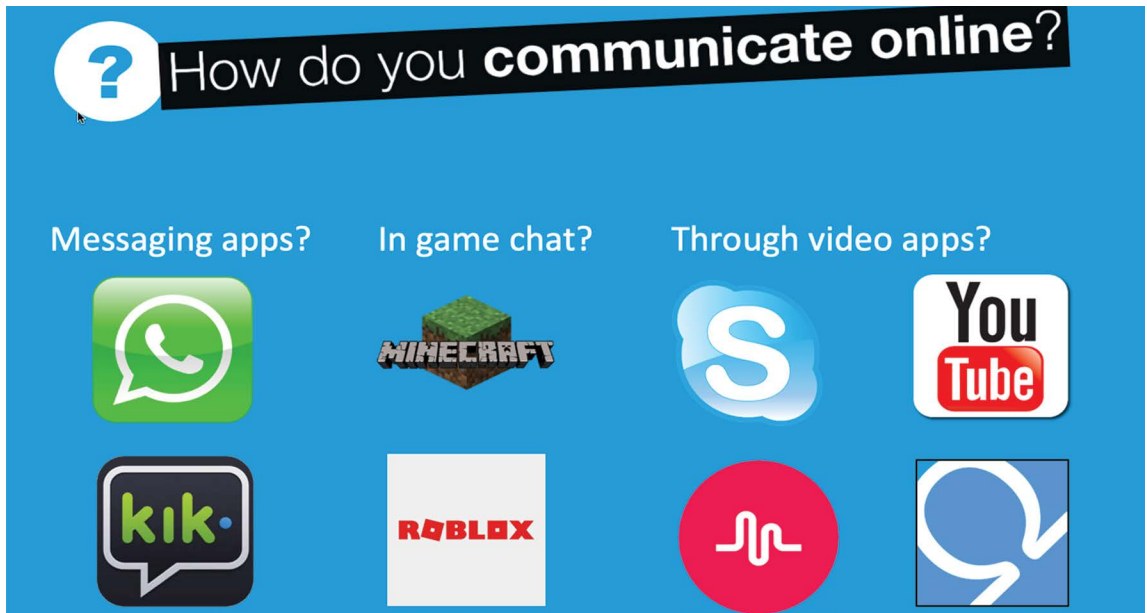 ?
How do you communicate online?
Messaging apps?
In game chat?
Through video apps?
MINECRAFT
S
You
Tube
kik·
ROBLOX